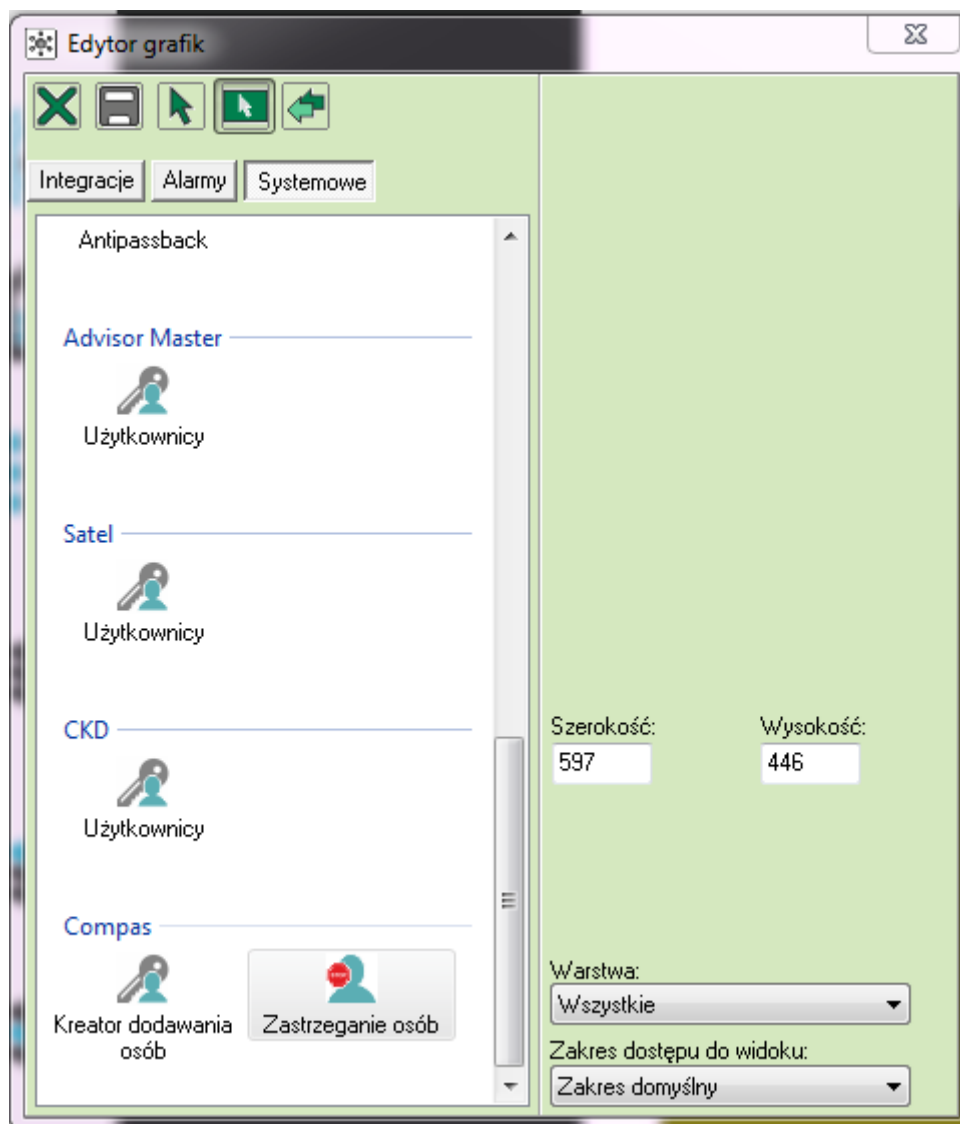 Edytor grafik
Integracje Alarmy Systemowe
Antipassback
Advisor Master
Użytkownicy
Satel
Użytkownicy
CKD
Użytkownicy
Compas
Kreator dodawania
osób
STOP
Zastrzeganie osób
Szerokość: Wysokość:
597 446
Warstwa:
Wszystkie
Zakres dostępu do widoku:
Zakres domyślny